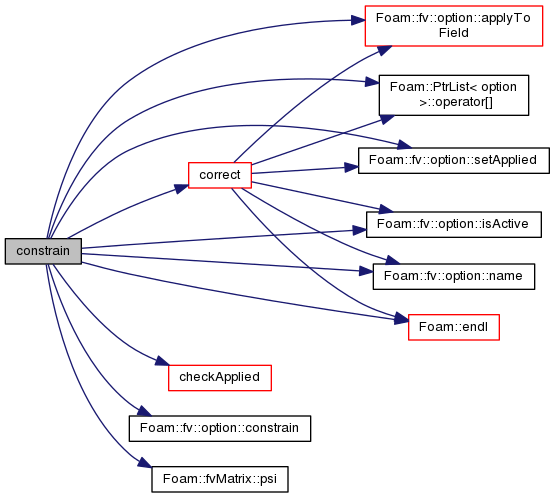 Foam::fv::option::applyTo
Field
Foam::PtrList< option
>::operator[]
Foam::fv::option::setApplied
correct
Foam::fv::option::isActive
constrain
Foam::fv::option::name
Foam::endl
checkApplied
Foam::fv::option::constrain
Foam::fvMatrix::psi